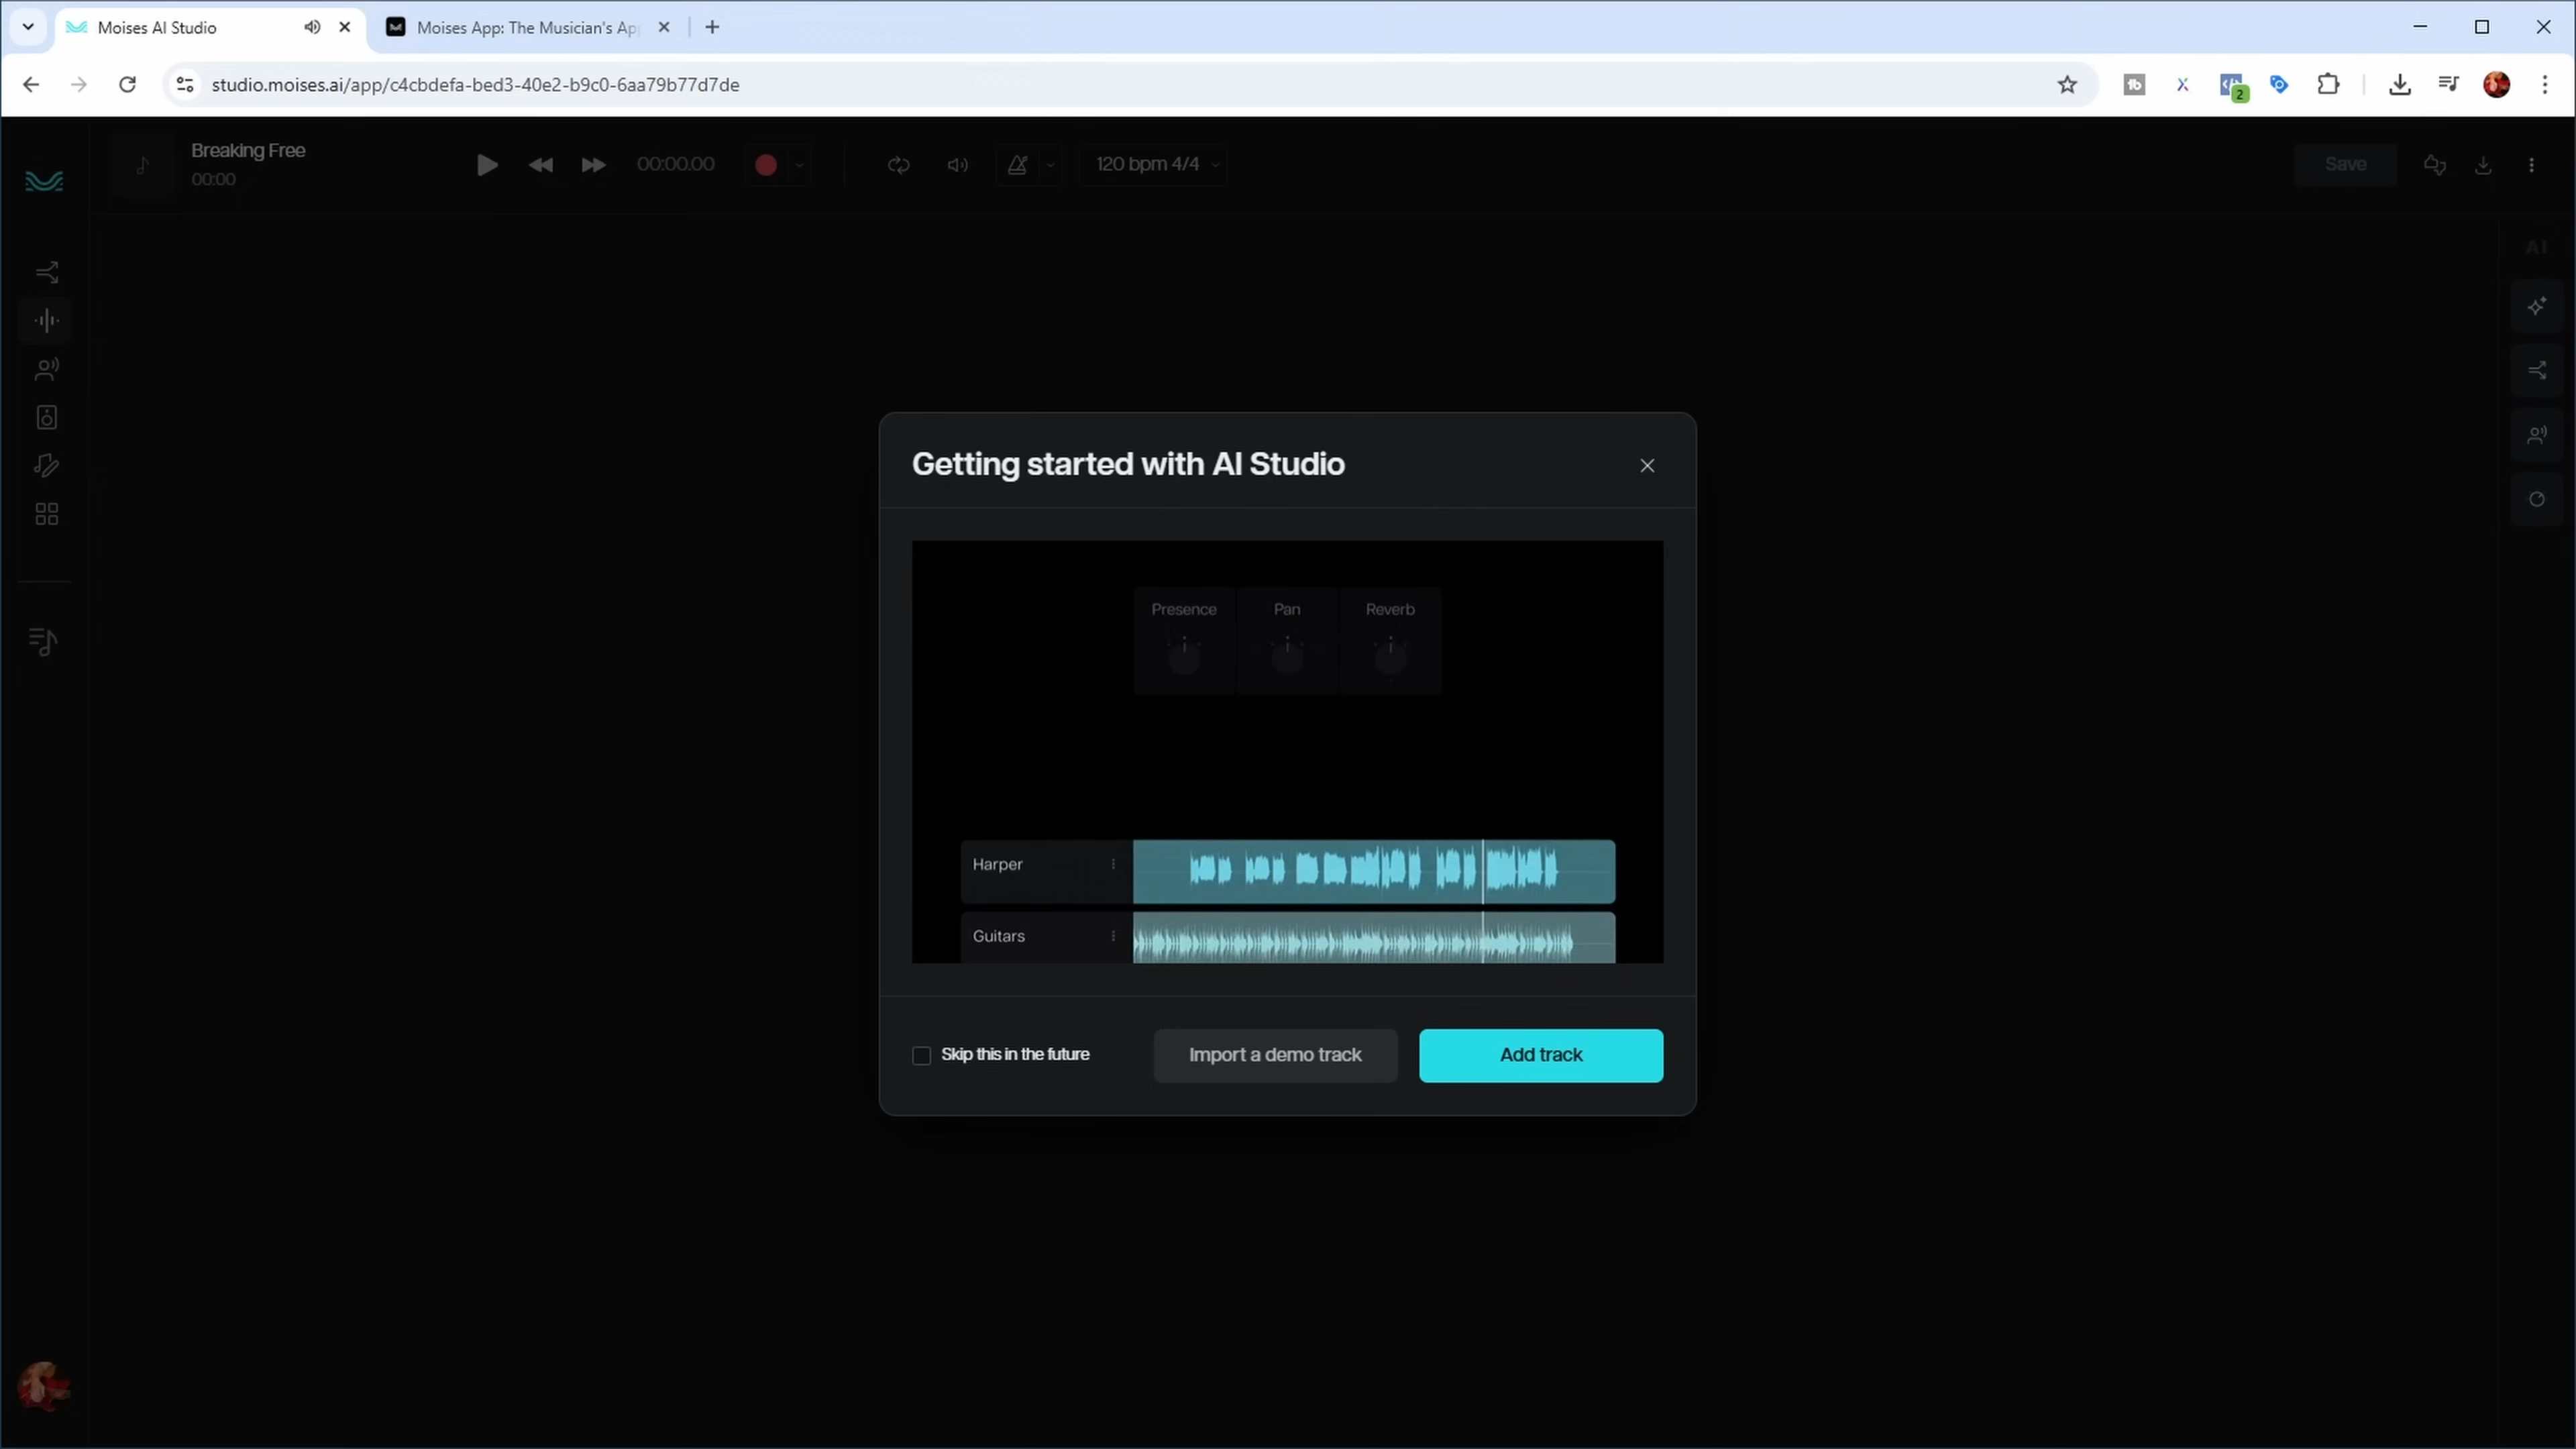 Moises AI Studio
Moises App: The Musician's Ap
studio.moises.ai/app/c4cbdefa-bed3-40e2-b9c0-6aa79b77d7de
2
Breaking Free
00:00
00:00.00
120 bpm 4/4
Save
AI
Getting started with AI Studio
Presence
Pan
Reverb
Harper
Guitars
Skip this in the future
Import a demo track
Add track